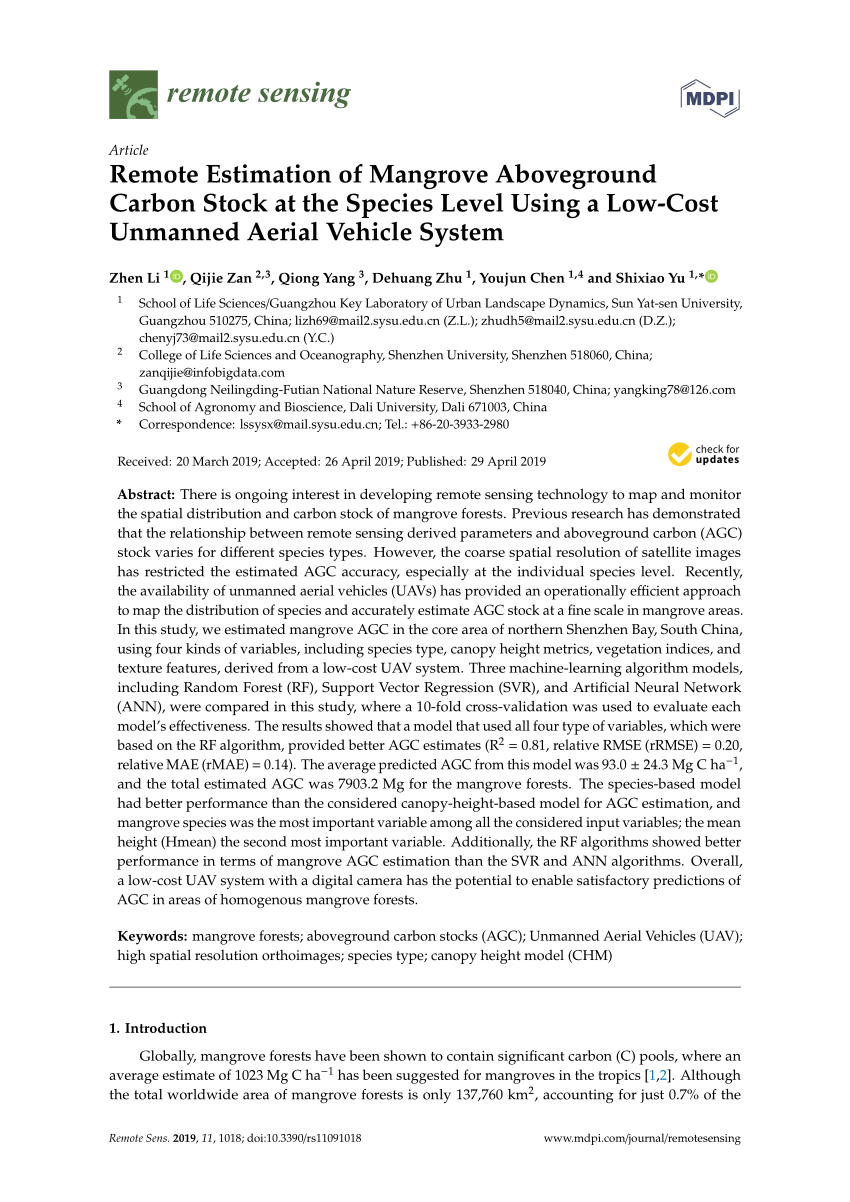 remote sensing
MDPI
Article
Remote Estimation of Mangrove Aboveground
Carbon Stock at the Species Level Using a Low-Cost
Unmanned Aerial Vehicle System
Zhen Li 1 iD, Qijie Zan 2,3, Qiong Yang 3, Dehuang Zhu 1, Youjun Chen 1,4 and Shixiao Yu 1,* iD
1 School of Life Sciences/Guangzhou Key Laboratory of Urban Landscape Dynamics, Sun Yat-sen University,
Guangzhou 510275, China; lizh69@mail2.sysu.edu.cn (Z.L.); zhudh5@mail2.sysu.edu.cn (D.Z.);
chenyj73@mail2.sysu.edu.cn (Y.C.)
2 College of Life Sciences and Oceanography, Shenzhen University, Shenzhen 518060, China;
zanqijie@infobigdata.com
3 Guangdong Neilingding-Futian National Nature Reserve, Shenzhen 518040, China; yangking78@126.com
4 School of Agronomy and Bioscience, Dali University, Dali 671003, China
* Correspondence: lssysx@mail.sysu.edu.cn; Tel.: +86-20-3933-2980
Received: 20 March 2019; Accepted: 26 April 2019; Published: 29 April 2019
check for
updates
Abstract: There is ongoing interest in developing remote sensing technology to map and monitor
the spatial distribution and carbon stock of mangrove forests. Previous research has demonstrated
that the relationship between remote sensing derived parameters and aboveground carbon (AGC)
stock varies for different species types. However, the coarse spatial resolution of satellite images
has restricted the estimated AGC accuracy, especially at the individual species level. Recently,
the availability of unmanned aerial vehicles (UAVs) has provided an operationally efficient approach
to map the distribution of species and accurately estimate AGC stock at a fine scale in mangrove areas.
In this study, we estimated mangrove AGC in the core area of northern Shenzhen Bay, South China,
using four kinds of variables, including species type, canopy height metrics, vegetation indices, and
texture features, derived from a low-cost UAV system. Three machine-learning algorithm models,
including Random Forest (RF), Support Vector Regression (SVR), and Artificial Neural Network
(ANN), were compared in this study, where a 10-fold cross-validation was used to evaluate each
model's effectiveness. The results showed that a model that used all four type of variables, which were
based on the RF algorithm, provided better AGC estimates (R² = 0.81, relative RMSE (rRMSE) = 0.20,
relative MAE (rMAE) = 0.14). The average predicted AGC from this model was 93.0 ± 24.3 Mg C ha⁻¹,
and the total estimated AGC was 7903.2 Mg for the mangrove forests. The species-based model
had better performance than the considered canopy-height-based model for AGC estimation, and
mangrove species was the most important variable among all the considered input variables; the mean
height (Hmean) the second most important variable. Additionally, the RF algorithms showed better
performance in terms of mangrove AGC estimation than the SVR and ANN algorithms. Overall,
a low-cost UAV system with a digital camera has the potential to enable satisfactory predictions of
AGC in areas of homogenous mangrove forests.
Keywords: mangrove forests; aboveground carbon stocks (AGC); Unmanned Aerial Vehicles (UAV);
high spatial resolution orthoimages; species type; canopy height model (CHM)
1. Introduction
Globally, mangrove forests have been shown to contain significant carbon (C) pools, where an
average estimate of 1023 Mg C ha⁻¹ has been suggested for mangroves in the tropics [1,2]. Although
the total worldwide area of mangrove forests is only 137,760 km², accounting for just 0.7% of the
Remote Sens. 2019, 11, 1018; doi:10.3390/rs11091018
www.mdpi.com/journal/remotesensing